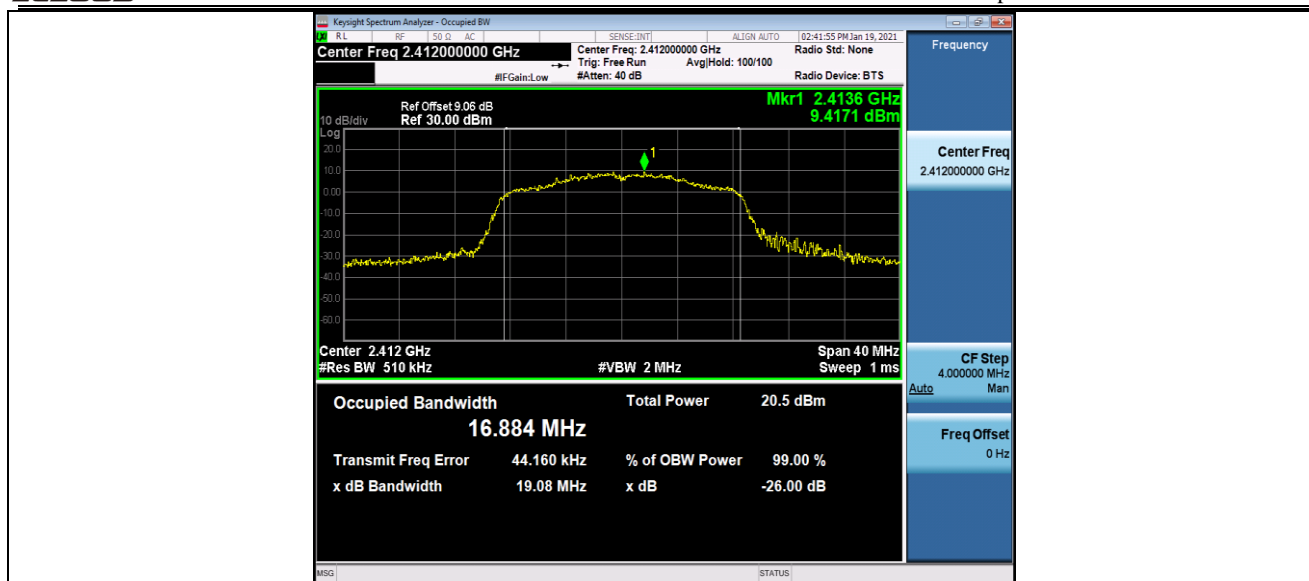 Keysight Spectrum Analyzer - Occupied BW
RL RF 50 Ω AC SENSE:INT ALIGN AUTO 02:41:55 PM Jan 19, 2021
Center Freq 2.412000000 GHz
Center Freq: 2.412000000 GHz
Radio Std: None
Trig: Free Run Avg|Hold: 100/100
#IFGain:Low #Atten: 40 dB Radio Device: BTS
Frequency
Mkr1 2.4136 GHz
9.4171 dBm
Ref Offset 9.06 dB
10 dB/div Ref 30.00 dBm
Log
20.0
10.0
0.00
-10.0
-20.0
-30.0
-40.0
-50.0
-60.0
1
Center 2.412 GHz Span 40 MHz
#Res BW 510 kHz #VBW 2 MHz Sweep 1 ms
Occupied Bandwidth Total Power 20.5 dBm
16.884 MHz
Transmit Freq Error 44.160 kHz % of OBW Power 99.00 %
x dB Bandwidth 19.08 MHz x dB -26.00 dB
Center Freq
2.412000000 GHz
CF Step
4.000000 MHz
Auto Man
Freq Offset
0 Hz
MSG STATUS